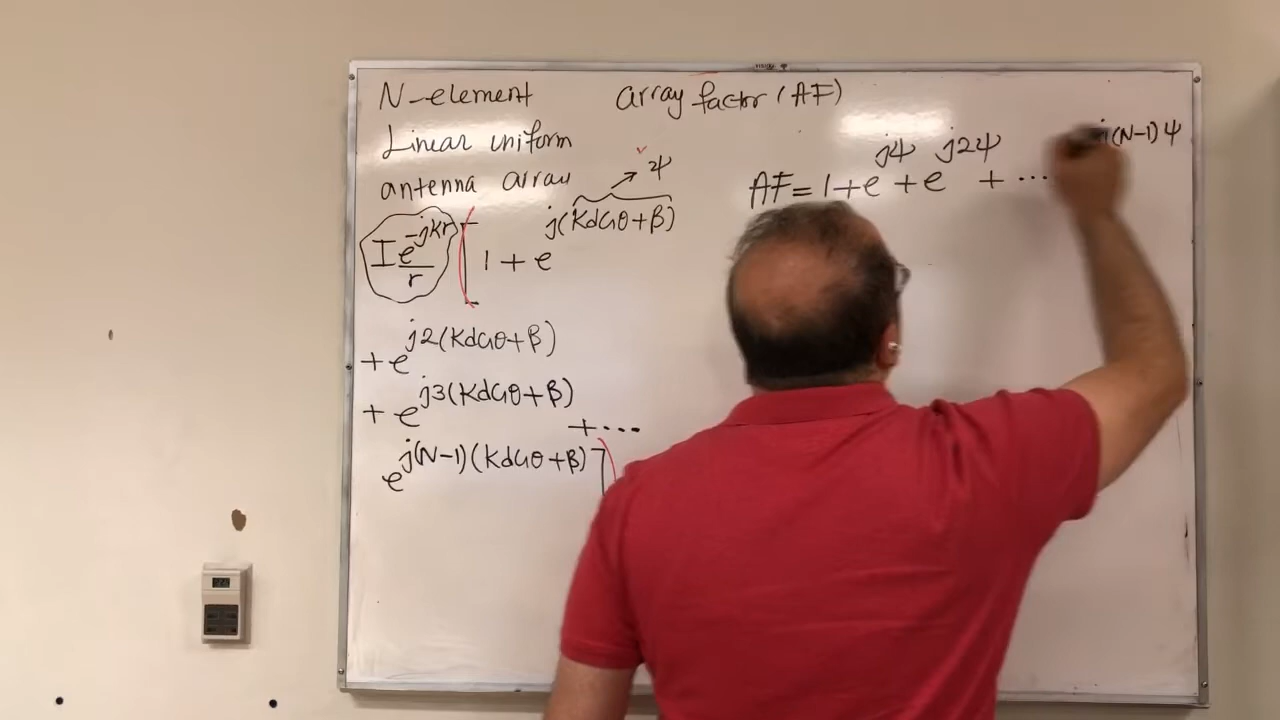 N-element
Linear uniform
antenna array
I e^{-jkr} / r [ 1 + e^{j(kdcosθ+β)} → ψ
+ e^{j2(kdcosθ+β)}
+ e^{j3(kdcosθ+β)} + ...
e^{j(N-1)(kdcosθ+β)} ]
array factor (AF)
AF = 1 + e^{jψ} + e^{j2ψ} + ... j(N-1)ψ